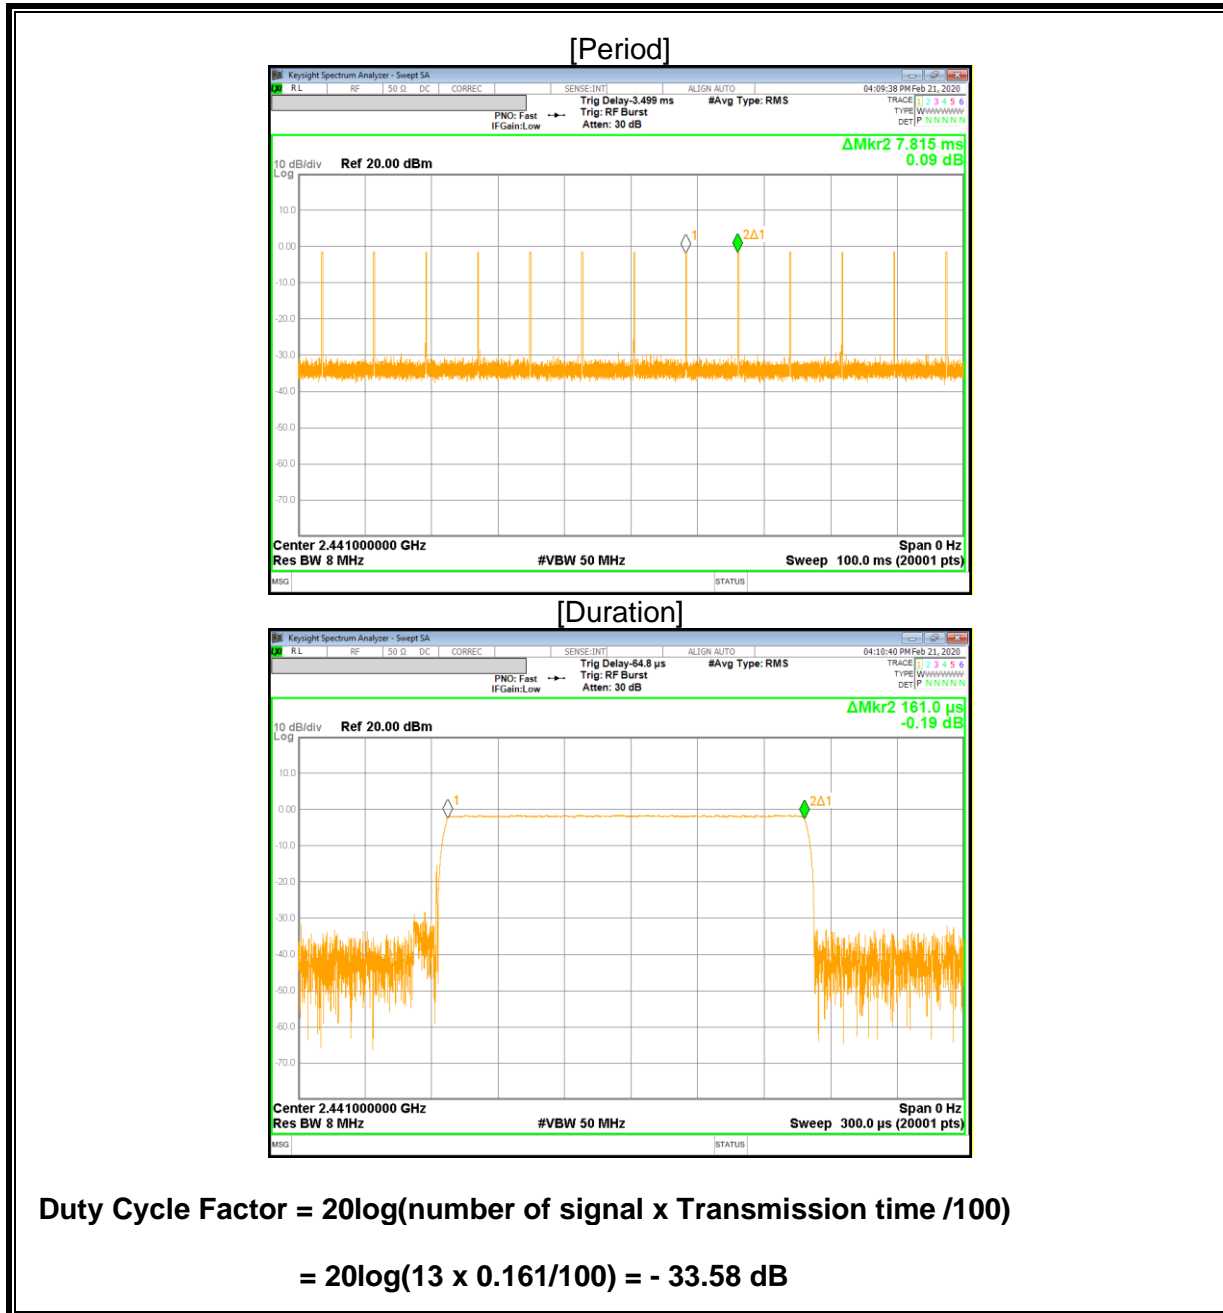 [Period]
Keysight Spectrum Analyzer - Swept SA
RL RF 50 Ω DC CORREC SENSE:INT ALIGN AUTO 04:09:38 PM Feb 21, 2020
Trig Delay-3.499 ms #Avg Type: RMS TRACE 1 2 3 4 5 6
PNO: Fast Trig: RF Burst TYPE WWWWWWW
IFGain:Low Atten: 30 dB DET P N N N N N
ΔMkr2 7.815 ms
10 dB/div Ref 20.00 dBm 0.09 dB
Log
10.0
1 2Δ1
0.00
-10.0
-20.0
-30.0
-40.0
-50.0
-60.0
-70.0
Center 2.441000000 GHz Span 0 Hz
Res BW 8 MHz #VBW 50 MHz Sweep 100.0 ms (20001 pts)
MSG STATUS
[Duration]
Keysight Spectrum Analyzer - Swept SA
RL RF 50 Ω DC CORREC SENSE:INT ALIGN AUTO 04:10:40 PM Feb 21, 2020
Trig Delay-64.8 µs #Avg Type: RMS TRACE 1 2 3 4 5 6
PNO: Fast Trig: RF Burst TYPE WWWWWWW
IFGain:Low Atten: 30 dB DET P N N N N N
ΔMkr2 161.0 µs
10 dB/div Ref 20.00 dBm -0.19 dB
Log
10.0
1 2Δ1
0.00
-10.0
-20.0
-30.0
-40.0
-50.0
-60.0
-70.0
Center 2.441000000 GHz Span 0 Hz
Res BW 8 MHz #VBW 50 MHz Sweep 300.0 µs (20001 pts)
MSG STATUS
Duty Cycle Factor = 20log(number of signal x Transmission time /100)
= 20log(13 x 0.161/100) = - 33.58 dB